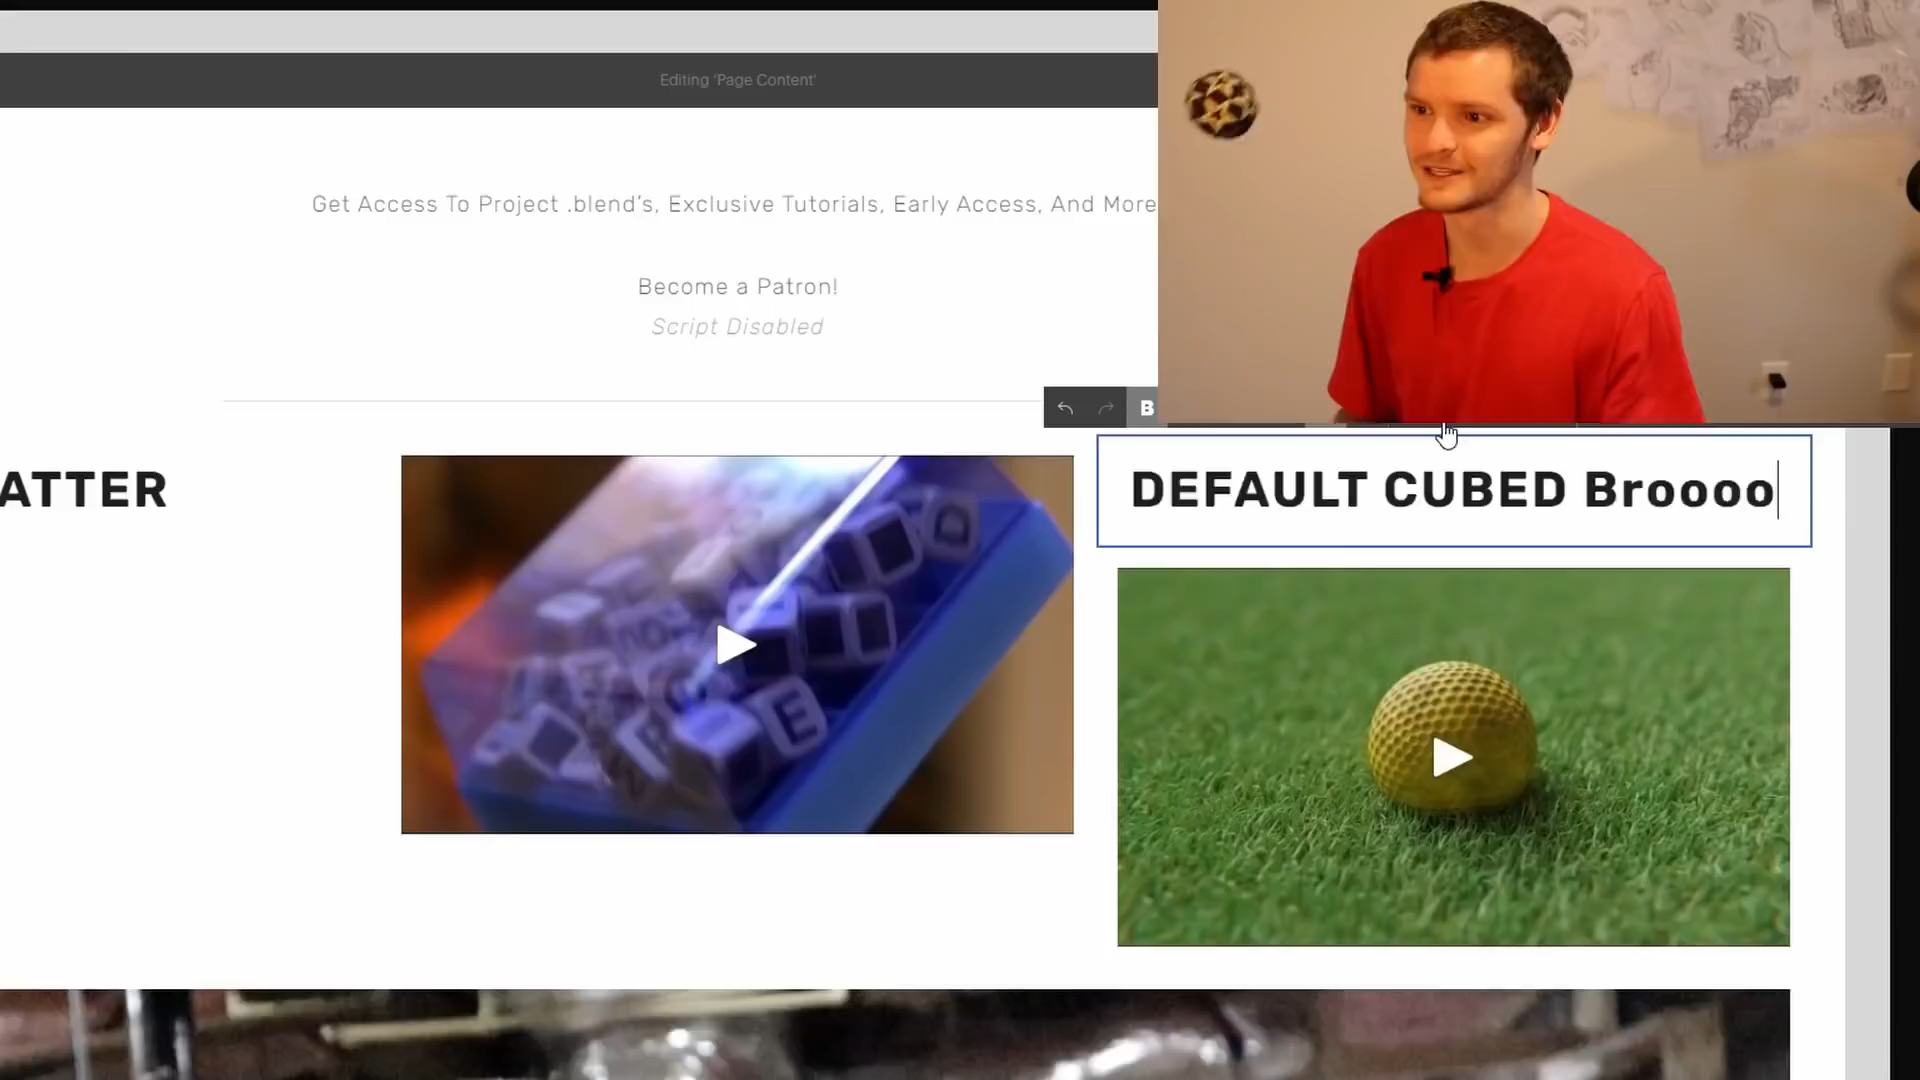 Editing 'Page Content'
Get Access To Project .blend's, Exclusive Tutorials, Early Access, And More
Become a Patron!
Script Disabled
B
ATTER
DEFAULT CUBED Broooo
D
E